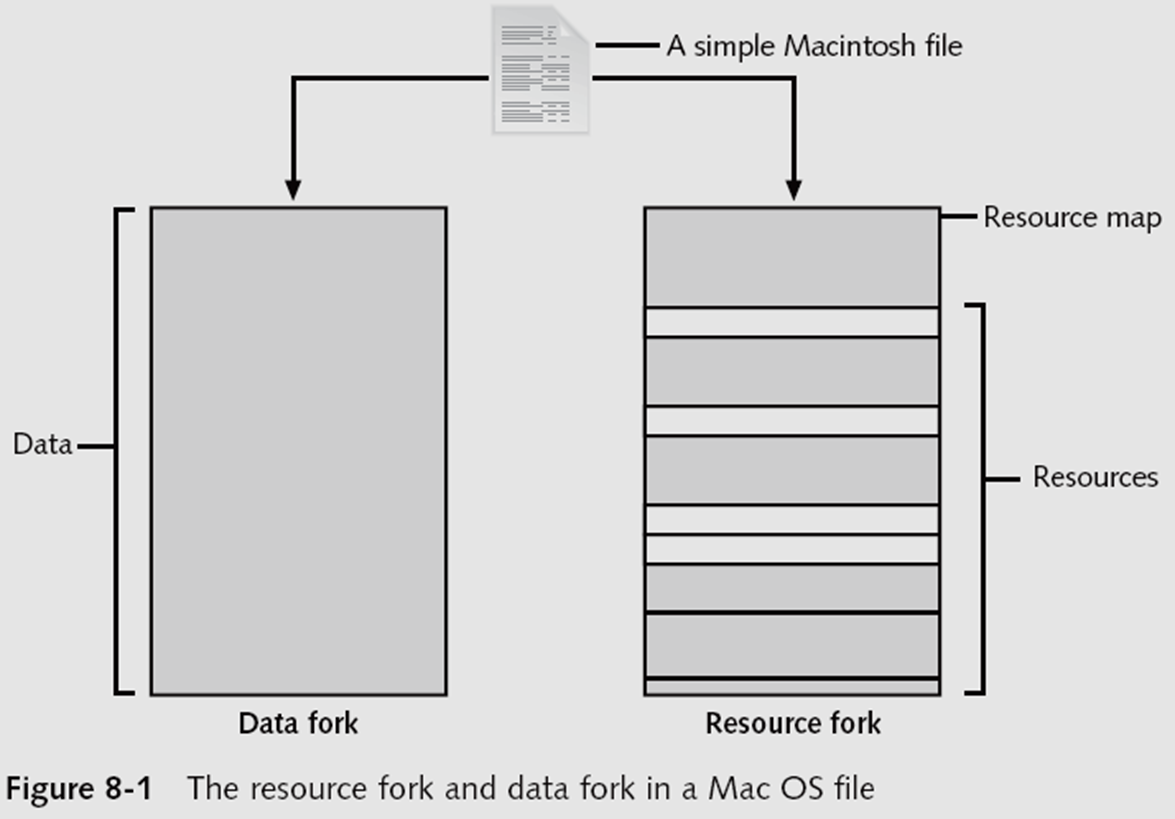 A simple Macintosh file
Resource map
Data
Resources
Data fork
Resource fork
Figure 8-1 The resource fork and data fork in a Mac OS file